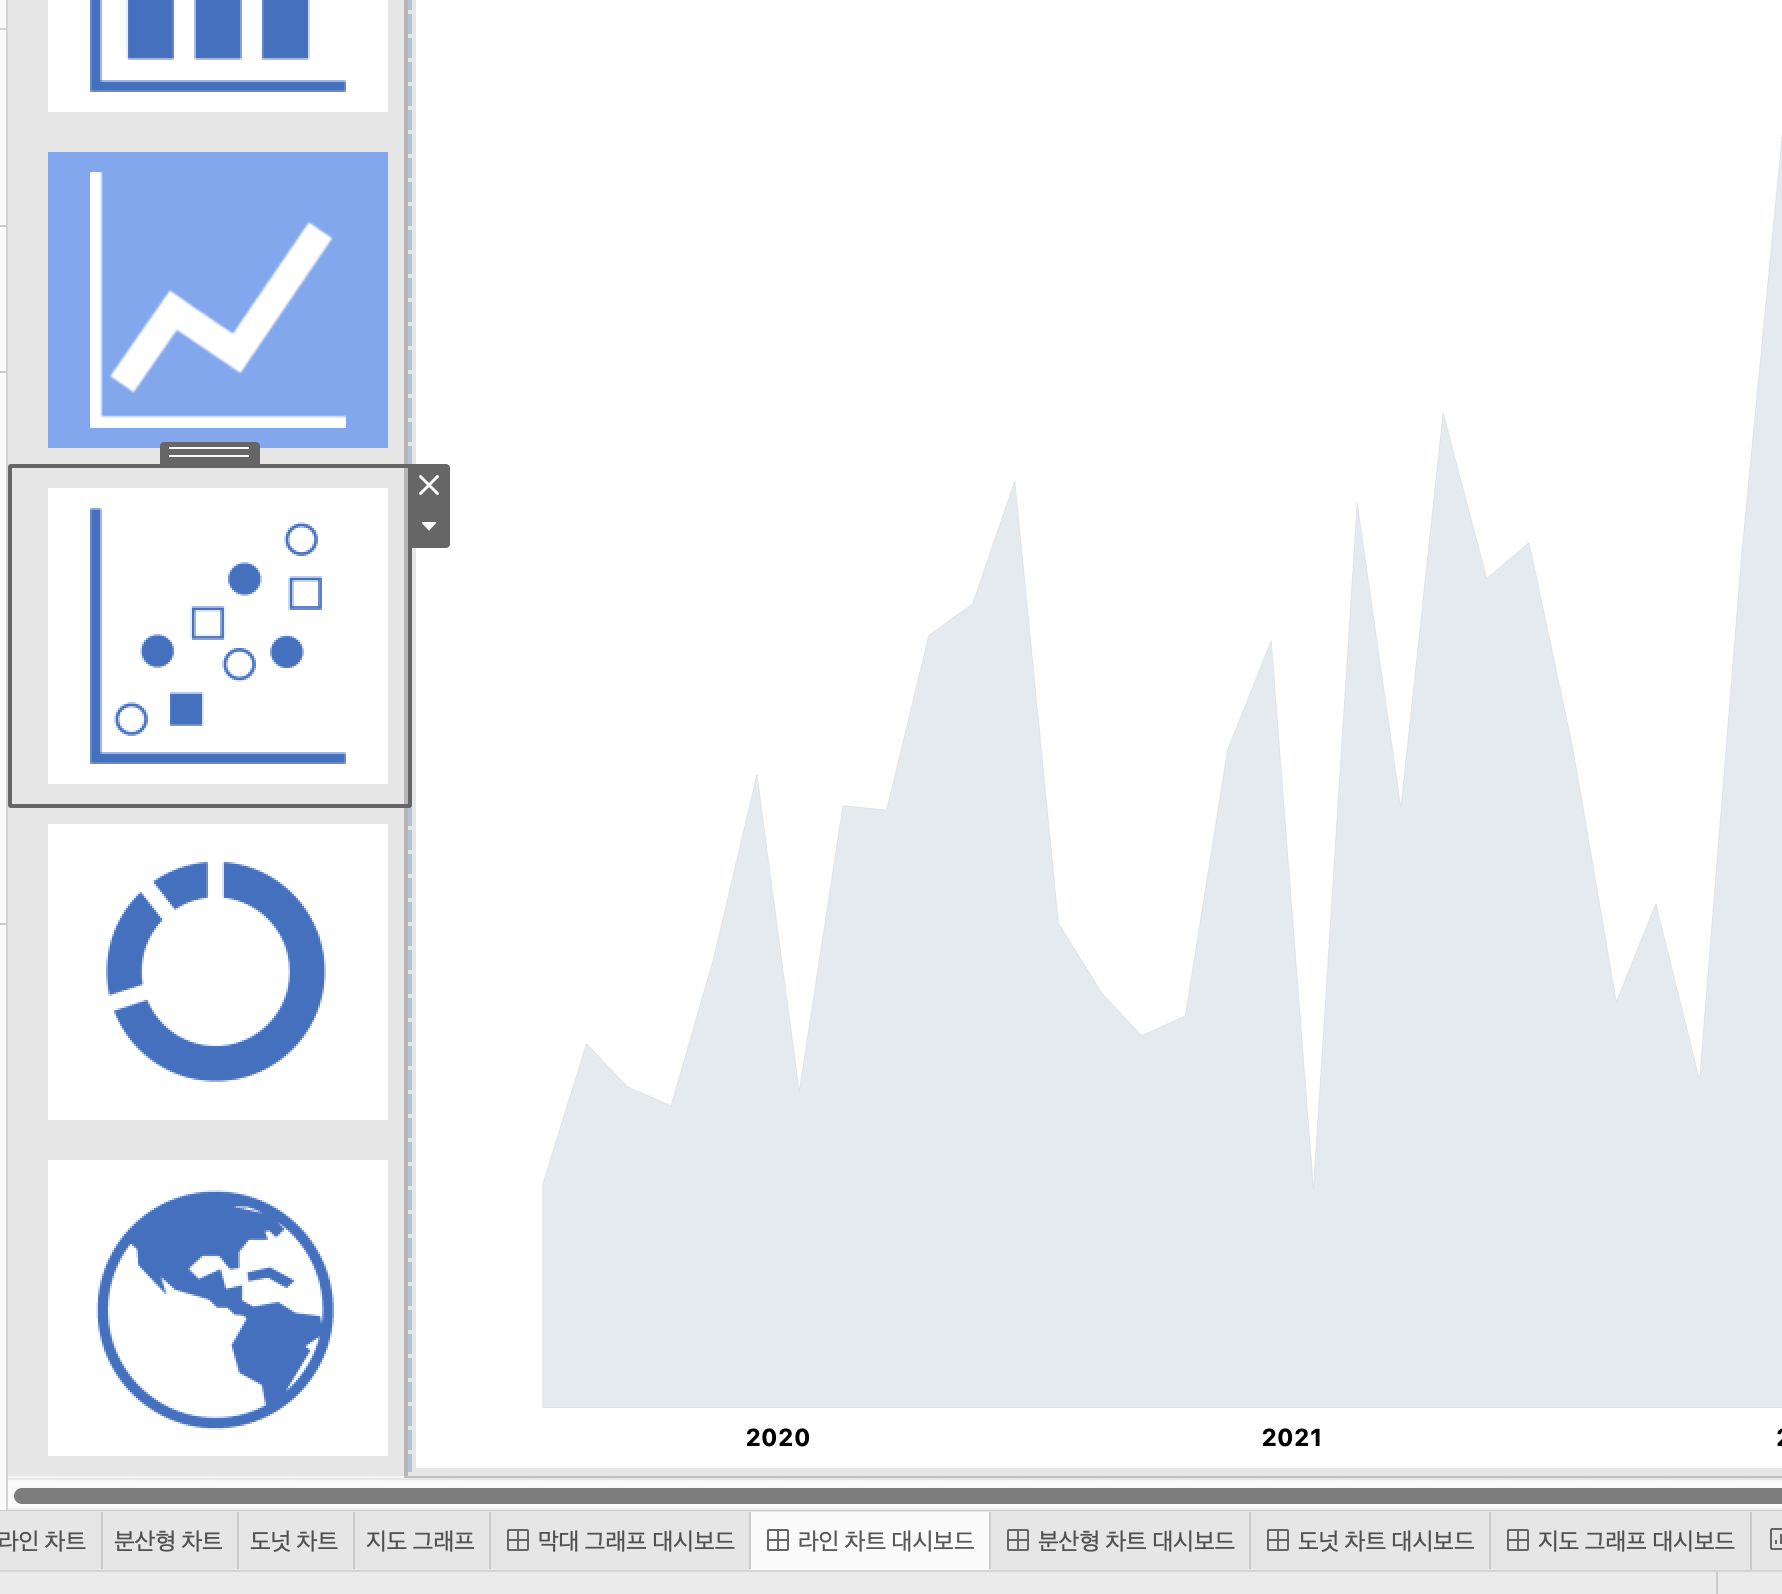 2020 2021
라인 차트 분산형 차트 도넛 차트 지도 그래프 막대 그래프 대시보드 라인 차트 대시보드 분산형 차트 대시보드 도넛 차트 대시보드 지도 그래프 대시보드